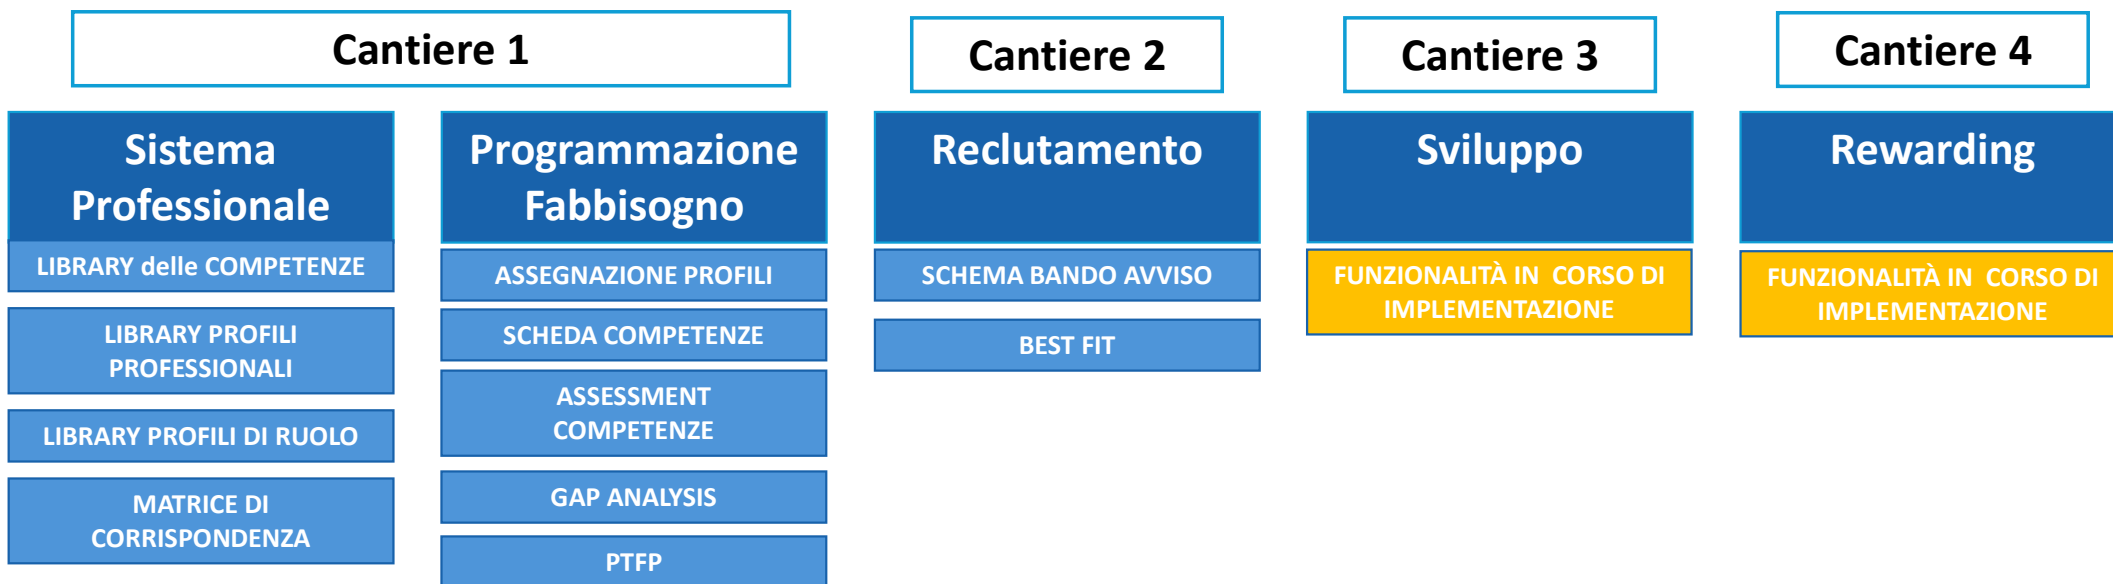 Cantiere 1
Cantiere 2
Cantiere 3
Cantiere 4
Sistema
Professionale
LIBRARY delle COMPETENZE
LIBRARY PROFILI
PROFESSIONALI
LIBRARY PROFILI DI RUOLO
MATRICE DI
CORRISPONDENZA
Programmazione
Fabbisogno
ASSEGNAZIONE PROFILI
SCHEDA COMPETENZE
ASSESSMENT
COMPETENZE
GAP ANALYSIS
PTFP
Reclutamento
SCHEMA BANDO AVVISO
BEST FIT
Sviluppo
FUNZIONALITÀ IN CORSO DI
IMPLEMENTAZIONE
Rewarding
FUNZIONALITÀ IN CORSO DI
IMPLEMENTAZIONE